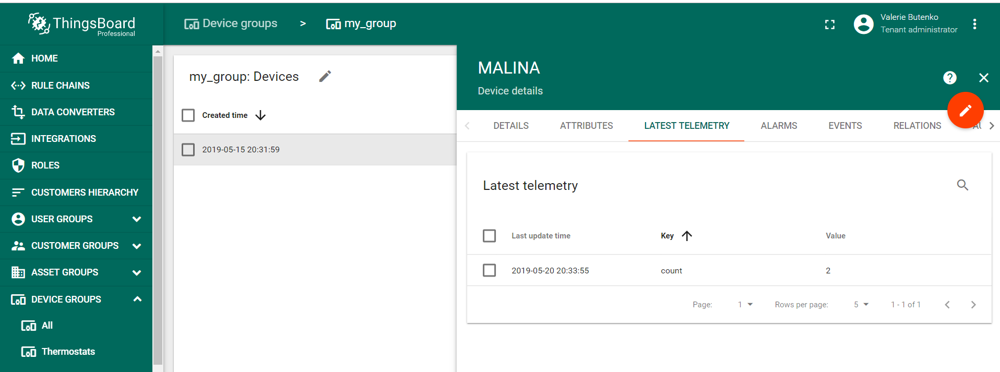 ThingsBoard
Professional
Device groups > my_group
Valerie Butenko
Tenant administrator
HOME
RULE CHAINS
DATA CONVERTERS
INTEGRATIONS
ROLES
CUSTOMERS HIERARCHY
USER GROUPS
CUSTOMER GROUPS
ASSET GROUPS
DEVICE GROUPS
All
Thermostats
my_group: Devices
Created time
2019-05-15 20:31:59
MALINA
Device details
?
DETAILS ATTRIBUTES LATEST TELEMETRY ALARMS EVENTS RELATIONS
Latest telemetry
Last update time Key Value
2019-05-20 20:33:55 count 2
Page: 1 Rows per page: 5 1 - 1 of 1